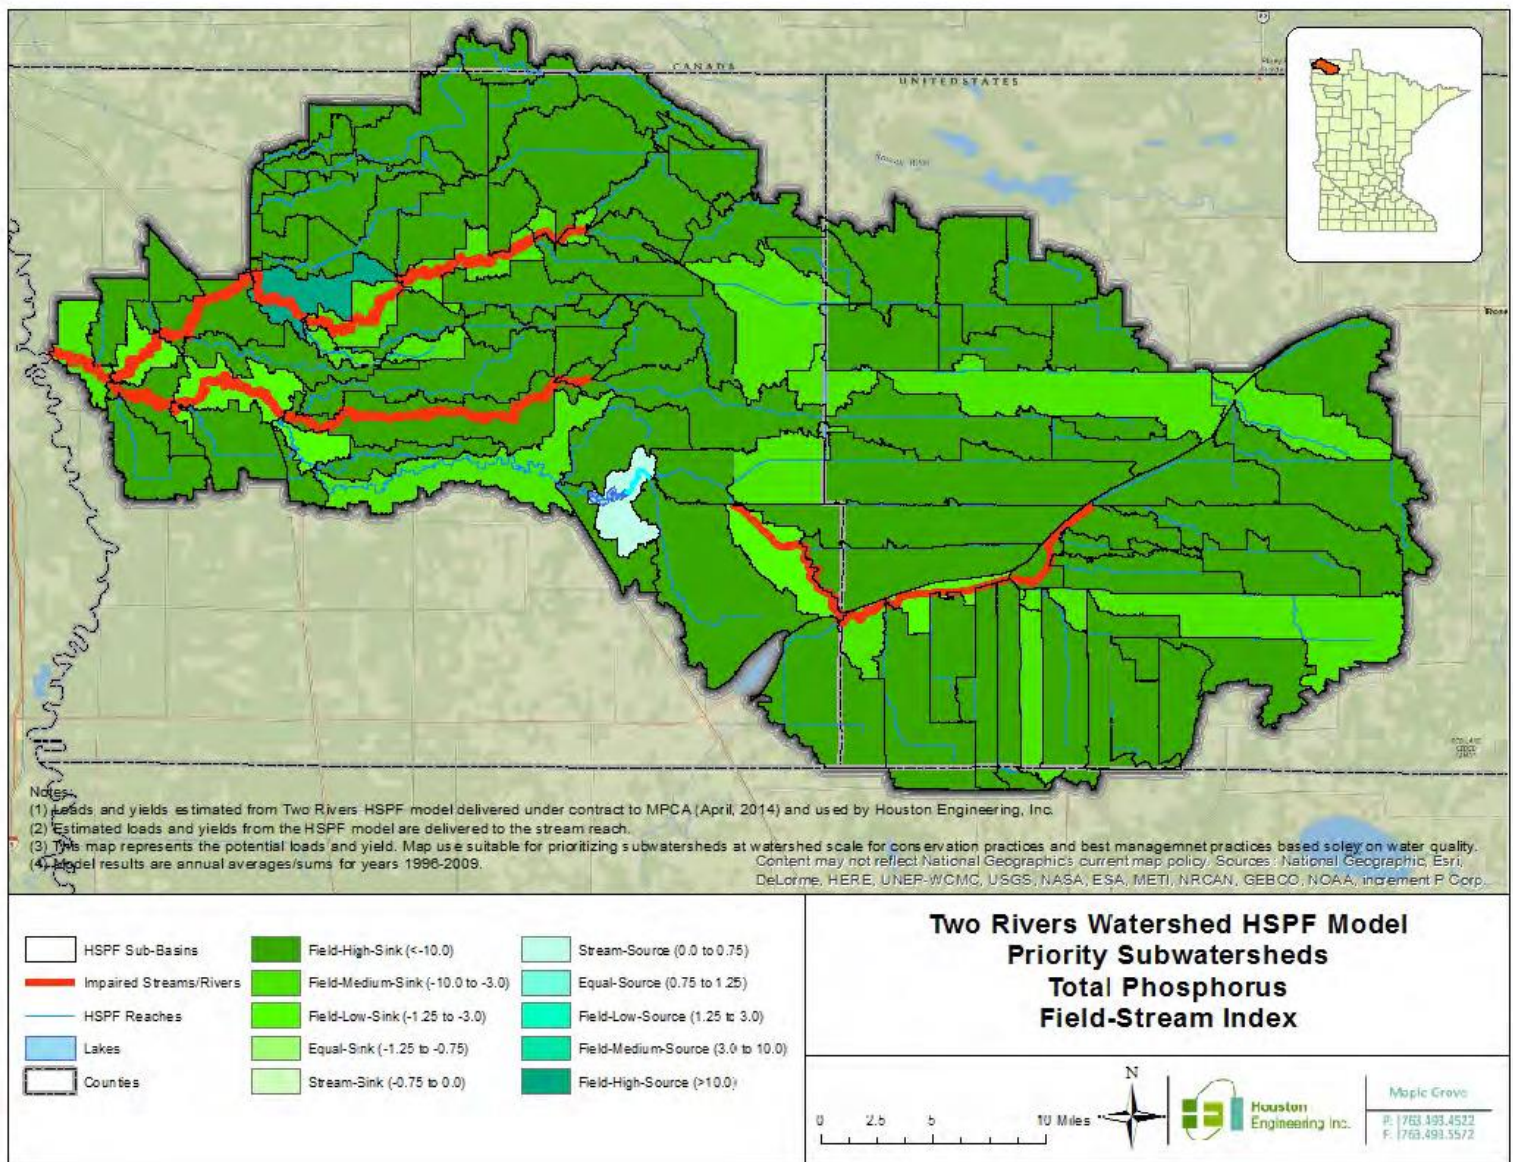 CANADA
UNITED STATES
Notes:
(1) Loads and yields estimated from Two Rivers HSPF model delivered under contract to MPCA (April, 2014) and used by Houston Engineering, Inc.
(2) Estimated loads and yields from the HSPF model are delivered to the stream reach.
(3) This map represents the potential loads and yield. Map use suitable for prioritizing subwatersheds at watershed scale for conservation practices and best managemnet practices based soley on water quality.
(4) Model results are annual averages/sums for years 1996-2009.
Content may not reflect National Geographic's current map policy. Sources: National Geographic, Esri,
DeLorme, HERE, UNEP-WCMC, USGS, NASA, ESA, METI, NRCAN, GEBCO, NOAA, increment P Corp.
HSPF Sub-Basins
Impaired Streams/Rivers
HSPF Reaches
Lakes
Counties
Field-High-Sink (<-10.0)
Field-Medium-Sink (-10.0 to -3.0)
Field-Low-Sink (-1.25 to -3.0)
Equal-Sink (-1.25 to -0.75)
Stream-Sink (-0.75 to 0.0)
Stream-Source (0.0 to 0.75)
Equal-Source (0.75 to 1.25)
Field-Low-Source (1.25 to 3.0)
Field-Medium-Source (3.0 to 10.0)
Field-High-Source (>10.0)
Two Rivers Watershed HSPF Model
Priority Subwatersheds
Total Phosphorus
Field-Stream Index
0 2.5 5 10 Miles
N
Houston
Engineering Inc.
Maple Grove
P: 763.493.4522
F: 763.493.5572